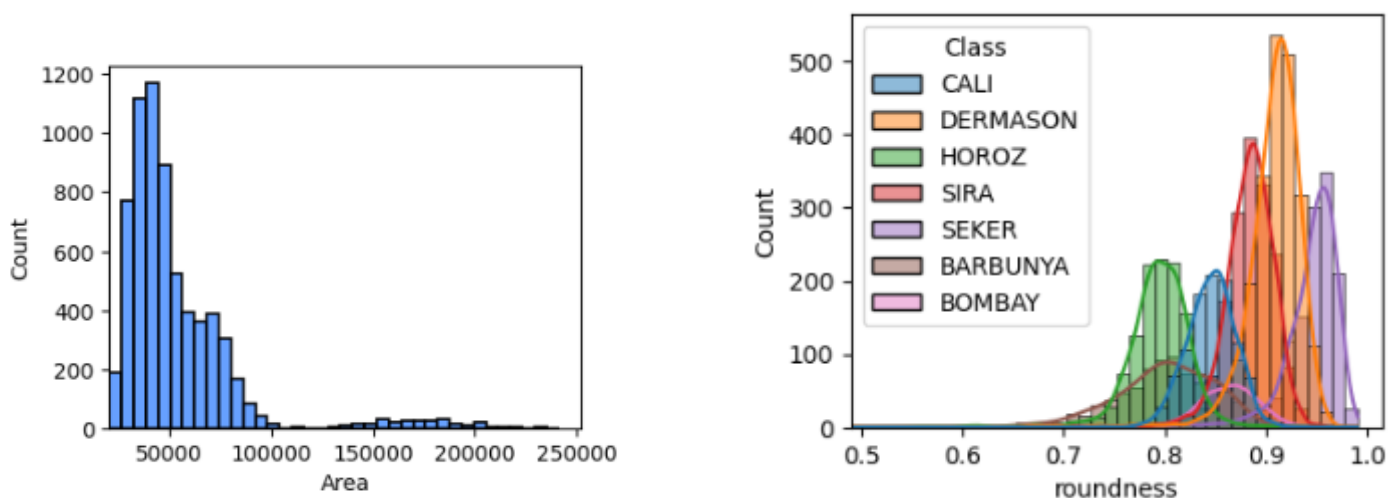 1200
1000
800
600
400
200
0
Count
50000 100000 150000 200000 250000
Area
500
400
300
200
100
0
Count
Class
CALI
DERMASON
HOROZ
SIRA
SEKER
BARBUNYA
BOMBAY
0.5 0.6 0.7 0.8 0.9 1.0
roundness